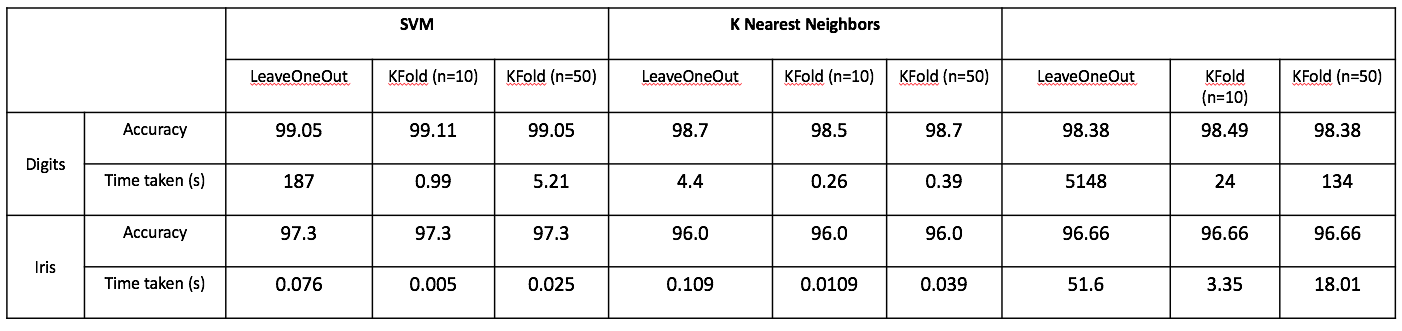 SVM K Nearest Neighbors
LeaveOneOut KFold (n=10) KFold (n=50) LeaveOneOut KFold (n=10) KFold (n=50) LeaveOneOut KFold KFold (n=50)
(n=10)
Digits
Accuracy 99.05 99.11 99.05 98.7 98.5 98.7 98.38 98.49 98.38
Time taken (s) 187 0.99 5.21 4.4 0.26 0.39 5148 24 134
Iris
Accuracy 97.3 97.3 97.3 96.0 96.0 96.0 96.66 96.66 96.66
Time taken (s) 0.076 0.005 0.025 0.109 0.0109 0.039 51.6 3.35 18.01